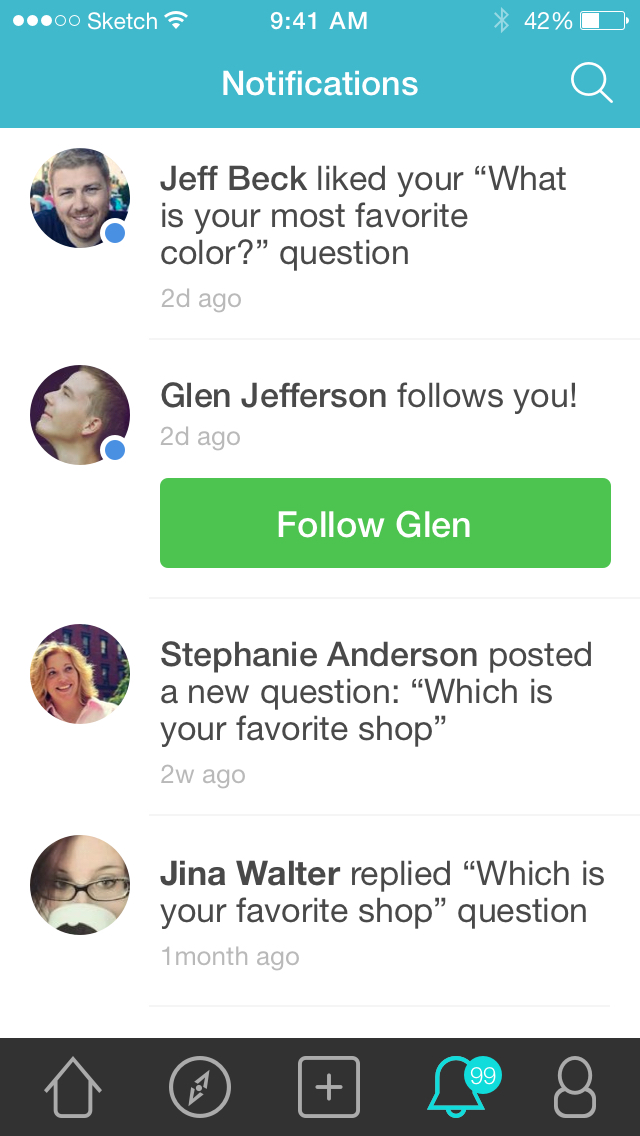 Sketch 9:41 AM 42%
Notifications
Jeff Beck liked your “What
is your most favorite
color?” question
2d ago
Glen Jefferson follows you!
2d ago
Follow Glen
Stephanie Anderson posted
a new question: “Which is
your favorite shop”
2w ago
Jina Walter replied “Which is
your favorite shop” question
1month ago
99